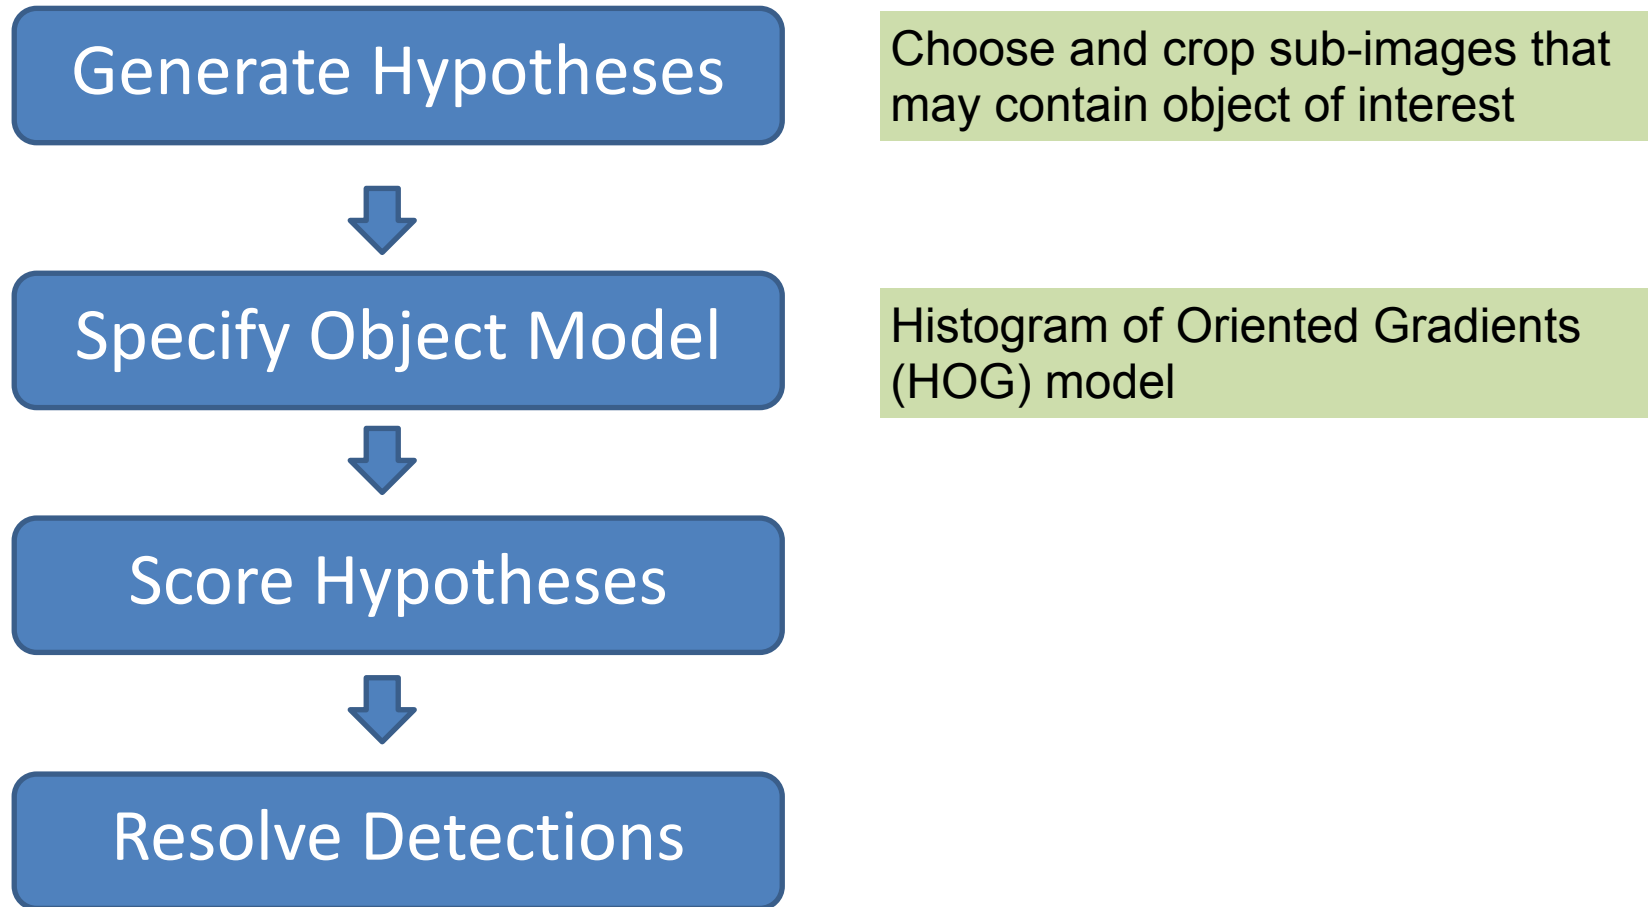 Generate Hypotheses
Choose and crop sub-images that
may contain object of interest
Specify Object Model
Histogram of Oriented Gradients
(HOG) model
Score Hypotheses
Resolve Detections